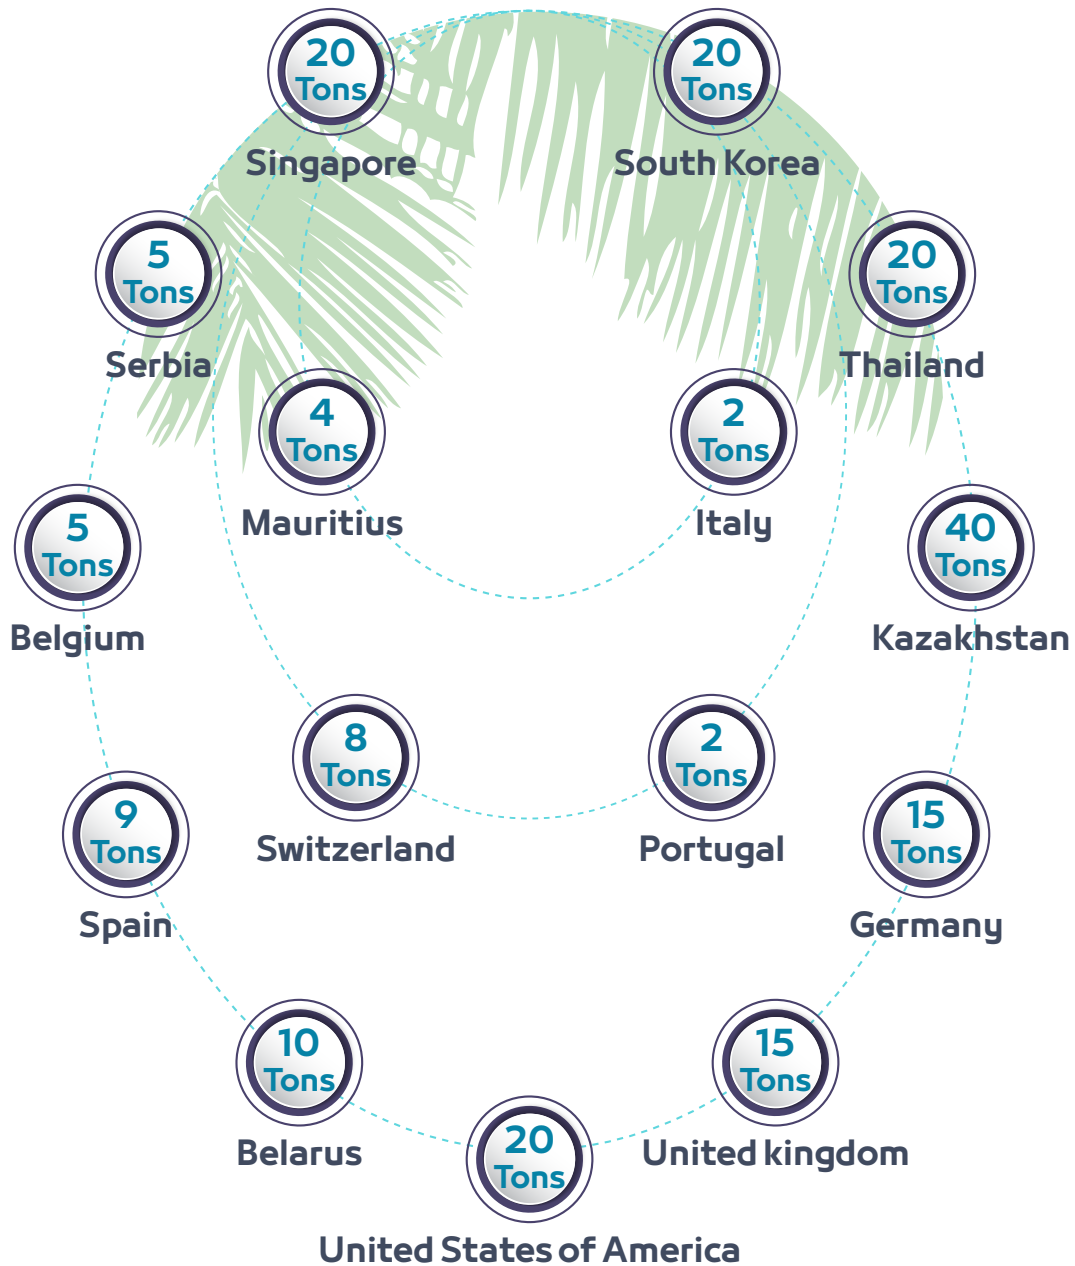 20
Tons
Singapore
20
Tons
South Korea
5
Tons
Serbia
20
Tons
Thailand
4
Tons
Mauritius
2
Tons
Italy
5
Tons
Belgium
40
Tons
Kazakhstan
8
Tons
Switzerland
2
Tons
Portugal
9
Tons
Spain
15
Tons
Germany
10
Tons
Belarus
15
Tons
United kingdom
20
Tons
United States of America